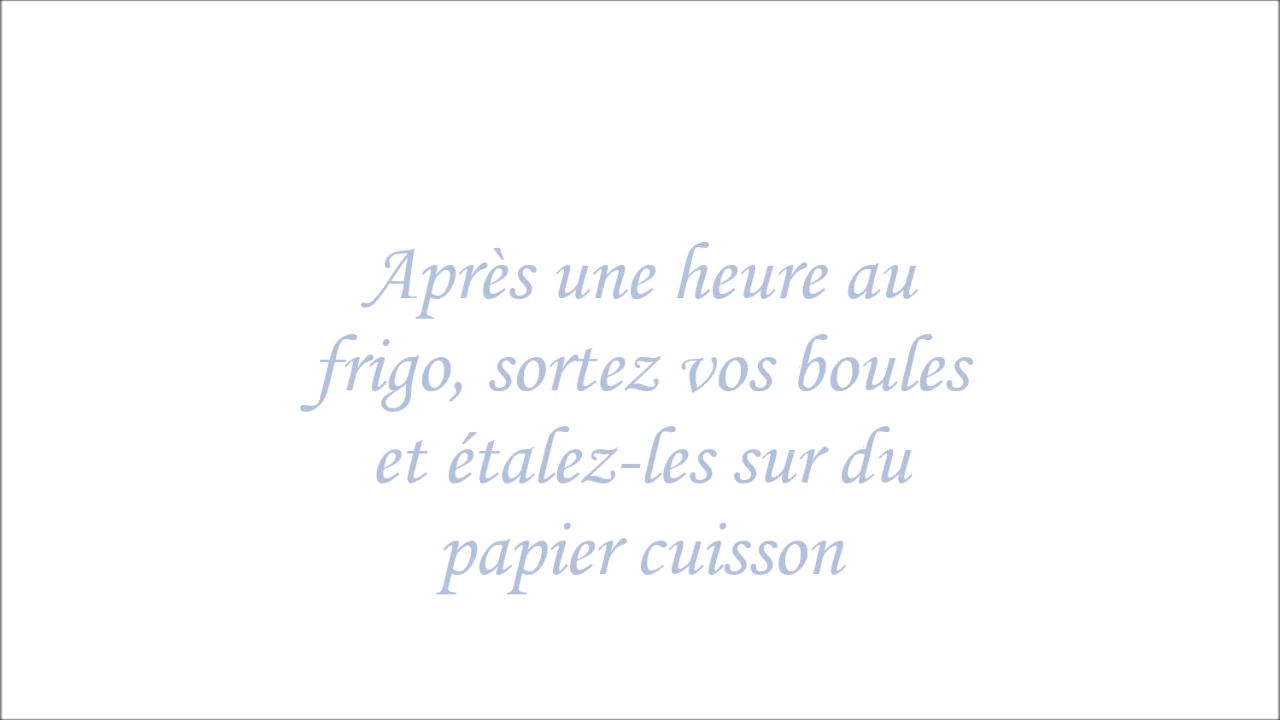 Après une heure au
frigo, sortez vos boules
et étalez-les sur du
papier cuisson